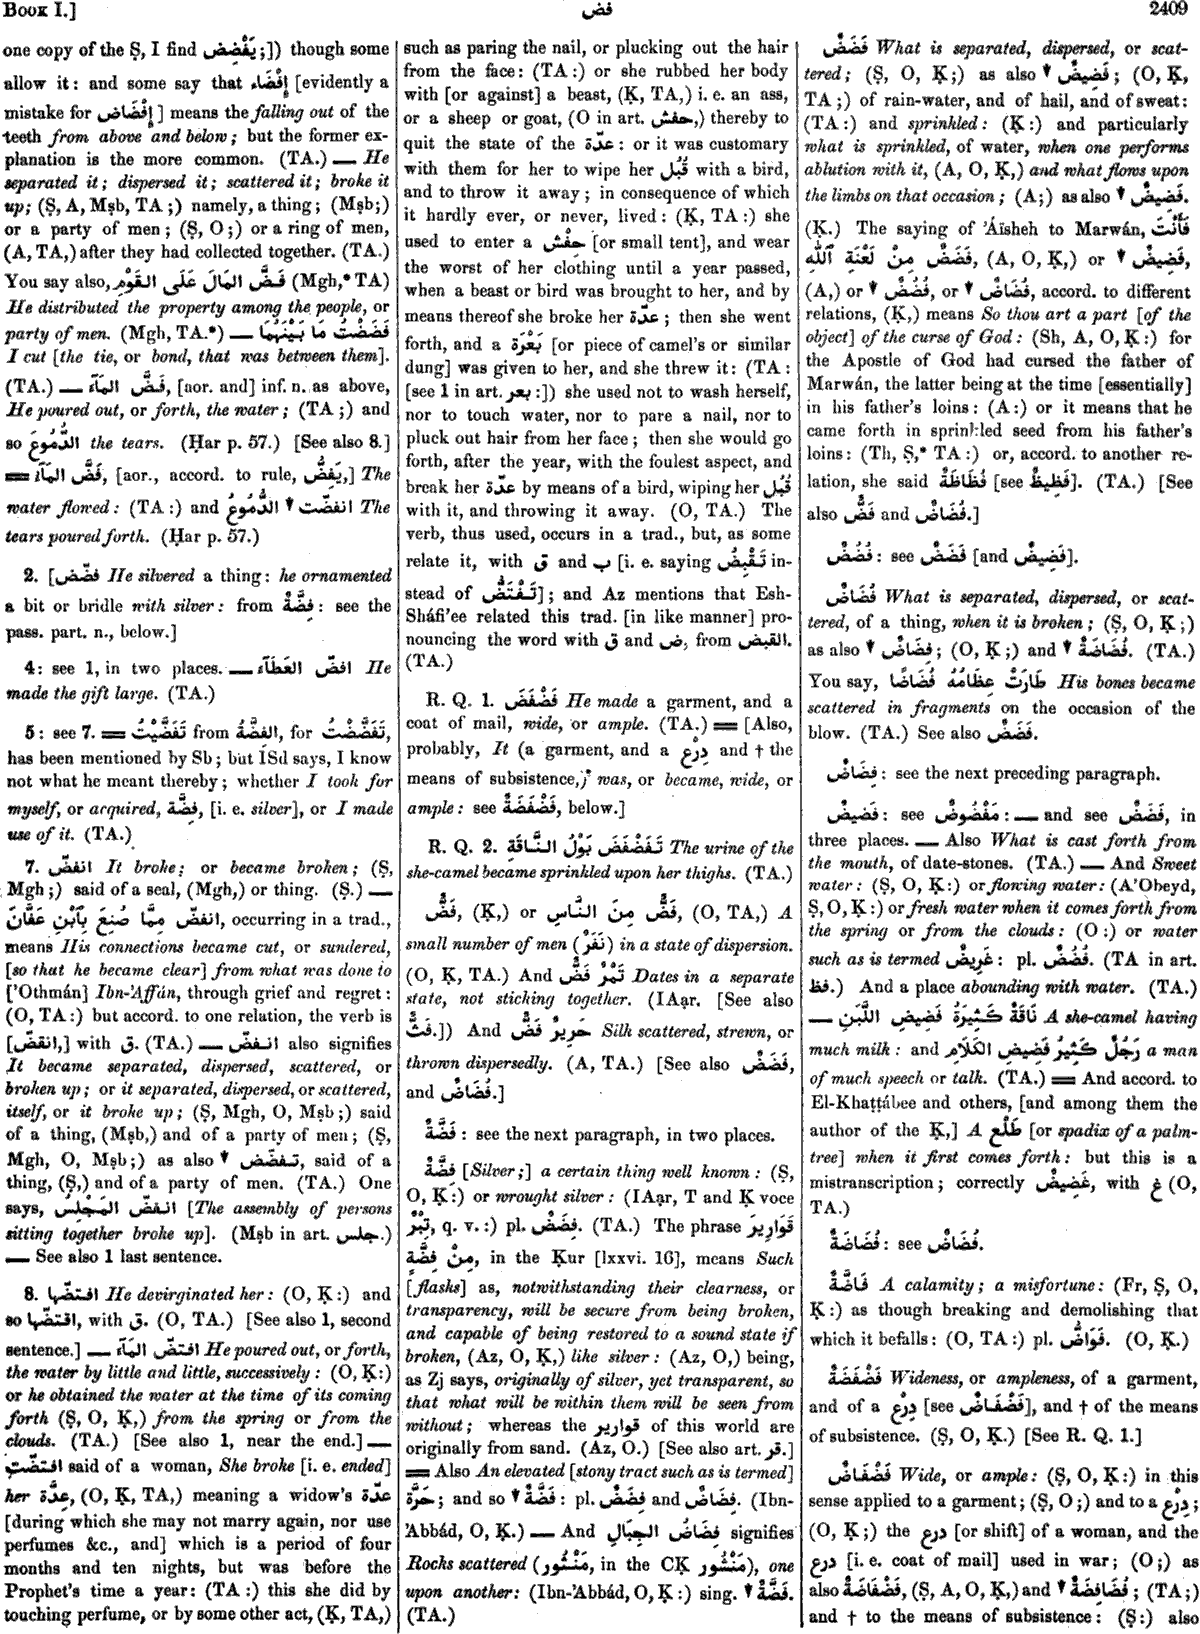 BOOK I.]
فض
2409
one copy of the Ṣ, I find يَفْضِض;]) though some
allow it: and some say that إِفْضَاء [evidently a
mistake for إِفْضَاض] means the falling out of the
teeth from above and below; but the former ex-
planation is the more common. (TA.) — He
separated it; dispersed it; scattered it; broke it
up; (Ṣ, A, Mṣb, TA;) namely, a thing; (Mṣb;)
or a party of men; (Ṣ, O;) or a ring of men,
(A, TA,) after they had collected together. (TA.)
You say also, فَضَّ المَالَ عَلَى القَوْمِ (Mgh,* TA)
He distributed the property among the people, or
party of men. (Mgh, TA.*) — فَضَضْتُ مَا بَيْنَهُمَا
I cut [the tie, or bond, that was between them].
(TA.) — فَضَّ المَآءَ, [aor. and] inf. n. as above,
He poured out, or forth, the water; (TA;) and
so الدُّمُوعَ the tears. (Ḥar p. 57.) [See also 8.]
═ فَضَّ المَآءُ, [aor., accord. to rule, يَفِضُّ,] The
water flowed: (TA:) and انفضّت ▼ الدُّمُوعُ The
tears poured forth. (Ḥar p. 57.)
2. [فضّض He silvered a thing: he ornamented
a bit or bridle with silver: from فِضَّةٌ: see the
pass. part. n., below.]
4: see 1, in two places. — افضّ العَطَآءَ He
made the gift large. (TA.)
5: see 7. ═ تَفَضَّيْتُ from الفِضَّةُ, for تَفَضَّضْتُ,
has been mentioned by Sb; but ISd says, I know
not what he meant thereby; whether I took for
myself, or acquired, فِضَّة, [i. e. silver], or I made
use of it. (TA.)
7. انفضّ It broke; or became broken; (Ṣ,
Mgh;) said of a seal, (Mgh,) or thing. (Ṣ.) —
انفضّ مِمَّا صُنِعَ بِٱبْنِ عَفَّانَ, occurring in a trad.,
means His connections became cut, or sundered,
[so that he became clear] from what was done to
['Othmán] Ibn-'Affán, through grief and regret:
(O, TA:) but accord. to one relation, the verb is
[انقضّ,] with ق. (TA.) — انفضّ also signifies
It became separated, dispersed, scattered, or
broken up; or it separated, dispersed, or scattered,
itself, or it broke up; (Ṣ, Mgh, O, Mṣb;) said
of a thing, (Mṣb,) and of a party of men; (Ṣ,
Mgh, O, Mṣb;) as also ▼ تفضّض, said of a
thing, (Ṣ,) and of a party of men. (TA.) One
says, انفضّ المَجْلِسُ [The assembly of persons
sitting together broke up]. (Mṣb in art. جلس.)
— See also 1 last sentence.
8. افتضّها He devirginated her: (O, Ḳ:) and
so اقتضّها, with ق. (O, TA.) [See also 1, second
sentence.] — افتضّ المَآءَ He poured out, or forth,
the water by little and little, successively: (O, Ḳ:)
or he obtained the water at the time of its coming
forth (Ṣ, O, Ḳ,) from the spring or from the
clouds. (TA.) [See also 1, near the end.] —
افتضّت said of a woman, She broke [i. e. ended]
her عِدَّة, (O, Ḳ, TA,) meaning a widow's عدّة
[during which she may not marry again, nor use
perfumes &c., and] which is a period of four
months and ten nights, but was before the
Prophet's time a year: (TA:) this she did by
touching perfume, or by some other act, (Ḳ, TA,)
such as paring the nail, or plucking out the hair
from the face: (TA:) or she rubbed her body
with [or against] a beast, (Ḳ, TA,) i. e. an ass,
or a sheep or goat, (O in art. حفش,) thereby to
quit the state of the عدّة: or it was customary
with them for her to wipe her قُبُل with a bird,
and to throw it away; in consequence of which
it hardly ever, or never, lived: (Ḳ, TA:) she
used to enter a حِفْش [or small tent], and wear
the worst of her clothing until a year passed,
when a beast or bird was brought to her, and by
means thereof she broke her عدّة; then she went
forth, and a بَعْرَة [or piece of camel's or similar
dung] was given to her, and she threw it: (TA:
[see 1 in art. بعر:]) she used not to wash herself,
nor to touch water, nor to pare a nail, nor to
pluck out hair from her face; then she would go
forth, after the year, with the foulest aspect, and
break her عدّة by means of a bird, wiping her قُبُل
with it, and throwing it away. (O, TA.) The
verb, thus used, occurs in a trad., but, as some
relate it, with ق and ب [i. e. saying تَقْبِضُ in-
stead of تَفْتَضُّ]; and Az mentions that Esh-
Sháfi'ee related this trad. [in like manner] pro-
nouncing the word with ق and ض, from القبض.
(TA.)
R. Q. 1. فَضْفَضَ He made a garment, and a
coat of mail, wide, or ample. (TA.) ═ [Also,
probably, It (a garment, and a دِرْع and † the
means of subsistence,) was, or became, wide, or
ample: see فَضْفَضَةٌ, below.]
R. Q. 2. تَفَضْفَضَ بَوْلُ النَّاقَةِ The urine of the
she-camel became sprinkled upon her thighs. (TA.)
فَضٌّ, (Ḳ,) or فَضٌّ مِنَ النَّاسِ, (O, TA,) A
small number of men (نَفَرٌ) in a state of dispersion.
(O, Ḳ, TA.) And تَمْرٌ فَضٌّ Dates in a separate
state, not sticking together. (IAạr. [See also
فَثٌّ.]) And حَرِيرٌ فَضٌّ Silk scattered, strewn, or
thrown dispersedly. (A, TA.) [See also فَضَضٌ,
and فُضَاضٌ.]
فَضَّةٌ: see the next paragraph, in two places.
فِضَّةٌ [Silver;] a certain thing well known: (Ṣ,
O, Ḳ:) or wrought silver: (IAạr, T and Ḳ voce
تِبْرٌ, q. v.:) pl. فِضَضٌ. (TA.) The phrase قَوَارِيرَ
مِنْ فِضَّةٍ, in the Ḳur [lxxvi. 16], means Such
[flasks] as, notwithstanding their clearness, or
transparency, will be secure from being broken,
and capable of being restored to a sound state if
broken, (Az, O, Ḳ,) like silver: (Az, O,) being,
as Zj says, originally of silver, yet transparent, so
that what will be within them will be seen from
without; whereas the قوارير of this world are
originally from sand. (Az, O.) [See also art. قر.]
═ Also An elevated [stony tract such as is termed]
حَرَّة; and so ▼ فَضَّةٌ: pl. فِضَضٌ and فِضَاضٌ. (Ibn-
'Abbád, O, Ḳ.) — And فِضَاضُ الجِبَالِ signifies
Rocks scattered (مَنْثُور, in the CḲ مَنْشُور), one
upon another: (Ibn-'Abbád, O, Ḳ:) sing. ▼ فَضَّةٌ.
(TA.)
فَضَضٌ What is separated, dispersed, or scat-
tered; (Ṣ, O, Ḳ;) as also ▼ فَضِيضٌ; (O, Ḳ,
TA;) of rain-water, and of hail, and of sweat:
(TA:) and sprinkled: (Ḳ:) and particularly
what is sprinkled, of water, when one performs
ablution with it, (A, O, Ḳ,) and what flows upon
the limbs on that occasion; (A;) as also ▼ فَضِيضٌ.
(Ḳ.) The saying of 'Áïsheh to Marwán, فَأَنْتَ
فَضَضٌ مِنْ لَعْنَةِ ٱللّٰهِ, (A, O, Ḳ,) or ▼ فَضِيضٌ,
(A,) or ▼ فُضُضٌ, or ▼ فُضَاضٌ, accord. to different
relations, (Ḳ,) means So thou art a part [of the
object] of the curse of God: (Sh, A, O, Ḳ:) for
the Apostle of God had cursed the father of
Marwán, the latter being at the time [essentially]
in his father's loins: (A:) or it means that he
came forth in sprinkled seed from his father's
loins: (Th, Ṣ,* TA:) or, accord. to another re-
lation, she said فُظَاظَةٌ [see فَظِيظٌ]. (TA.) [See
also فَضٌّ and فُضَاضٌ.]
فُضُضٌ: see فَضَضٌ [and فَضِيضٌ].
فُضَاضٌ What is separated, dispersed, or scat-
tered, of a thing, when it is broken; (Ṣ, O, Ḳ;)
as also ▼ فِضَاضٌ; (O, Ḳ;) and ▼ فُضَاضَةٌ. (TA.)
You say, طَارَتْ عِظَامُهُ فُضَاضًا His bones became
scattered in fragments on the occasion of the
blow. (TA.) See also فَضَضٌ.
فِضَاضٌ: see the next preceding paragraph.
فَضِيضٌ: see مَفْضُوضٌ: — and see فَضَضٌ, in
three places. — Also What is cast forth from
the mouth, of date-stones. (TA.) — And Sweet
water: (Ṣ, O, Ḳ:) or flowing water: (A'Obeyd,
Ṣ, O, Ḳ:) or fresh water when it comes forth from
the spring or from the clouds: (O:) or water
such as is termed غَرِيضٌ: pl. فُضُضٌ. (TA in art.
فظ.) And a place abounding with water. (TA.)
— نَاقَةٌ كَثِيرَةُ فَضِيضِ اللَّبَنِ A she-camel having
much milk: and رَجُلٌ كَثِيرُ فَضِيضِ الكَلَامِ a man
of much speech or talk. (TA.) ═ And accord. to
El-Khaṭṭábee and others, [and among them the
author of the Ḳ,] A طَلْع [or spadix of a palm-
tree] when it first comes forth: but this is a
mistranscription; correctly غَضِيضٌ, with غ (O,
TA.)
فُضَاضَةٌ: see فُضَاضٌ.
فَاضَّةٌ A calamity; a misfortune: (Fr, Ṣ, O,
Ḳ:) as though breaking and demolishing that
which it befalls: (O, TA:) pl. فَوَاضُّ. (O, Ḳ.)
فَضْفَضَةٌ Wideness, or ampleness, of a garment,
and of a دِرْع [see فَضْفَاضٌ], and † of the means
of subsistence. (Ṣ, O, Ḳ.) [See R. Q. 1.]
فَضْفَاضٌ Wide, or ample: (Ṣ, O, Ḳ:) in this
sense applied to a garment; (Ṣ, O;) and to a دِرْع;
(O, Ḳ;) the درع [or shift] of a woman, and the
درع [i. e. coat of mail] used in war; (O;) as
also فَضْفَاضَةٌ, (Ṣ, A, O, Ḳ,) and ▼ فُضَافِضَةٌ; (TA;)
and † to the means of subsistence: (Ṣ:) also